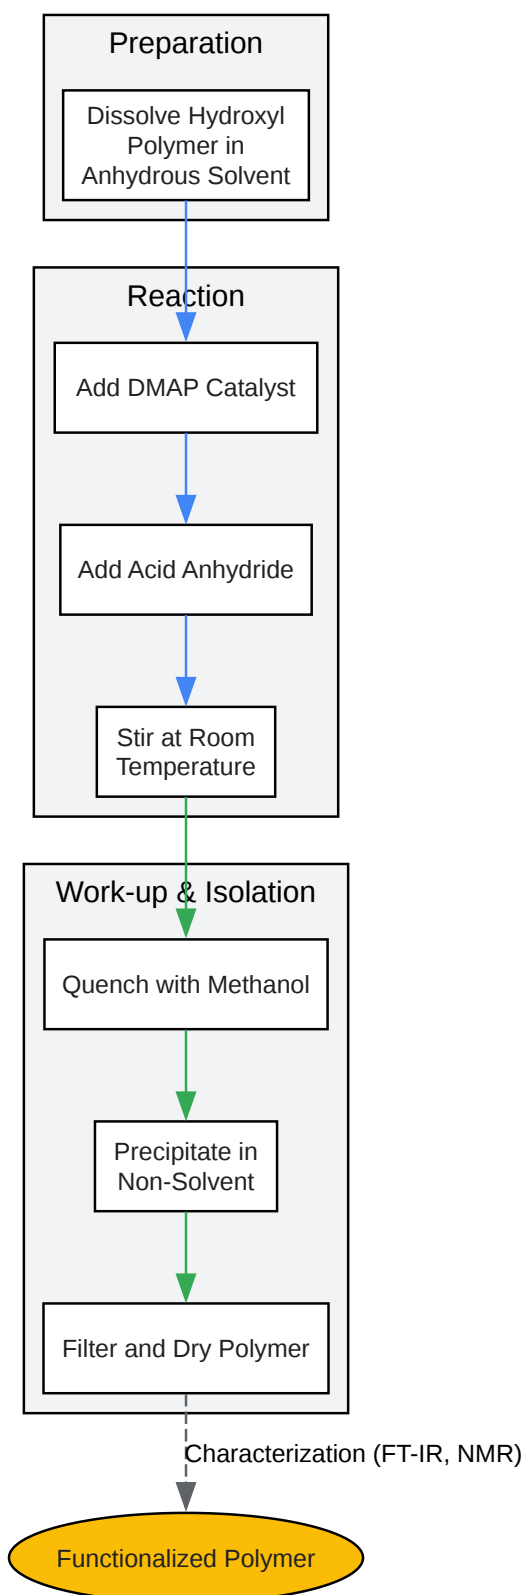 Preparation
Dissolve Hydroxyl
Polymer in
Anhydrous Solvent
Reaction
Add DMAP Catalyst
Add Acid Anhydride
Stir at Room
Temperature
Work-up & Isolation
Quench with Methanol
Precipitate in
Non-Solvent
Filter and Dry Polymer
Characterization (FT-IR, NMR)
Functionalized Polymer